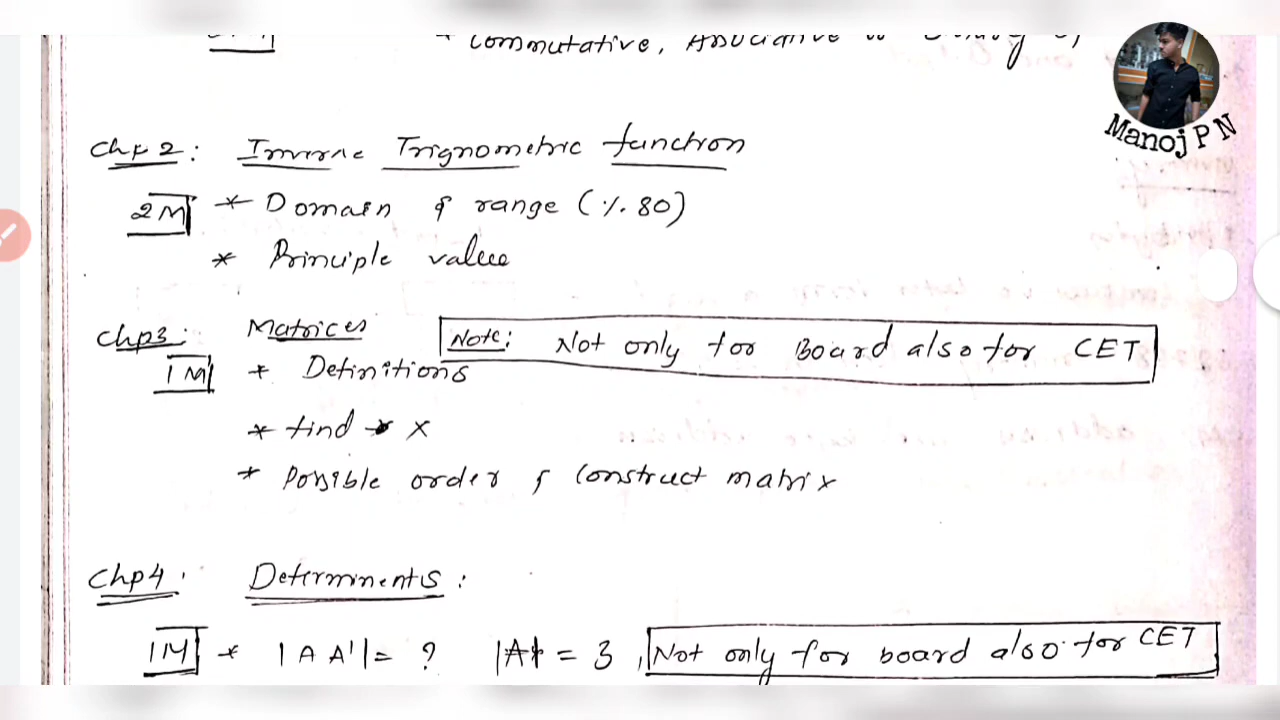 * Commutative, Associative
Manoj P N
Chp 2: Inverse Trignometric function
2M * Domain & range (%. 80)
* Principle value
Chp3: Matrices
Note: Not only for Board also for CET
1M * Definitions
* find x
* Possible order & Construct matrix
Chp4: Determinents:
1M * |A A'| = ? |A| = 3, Not only for board also for CET